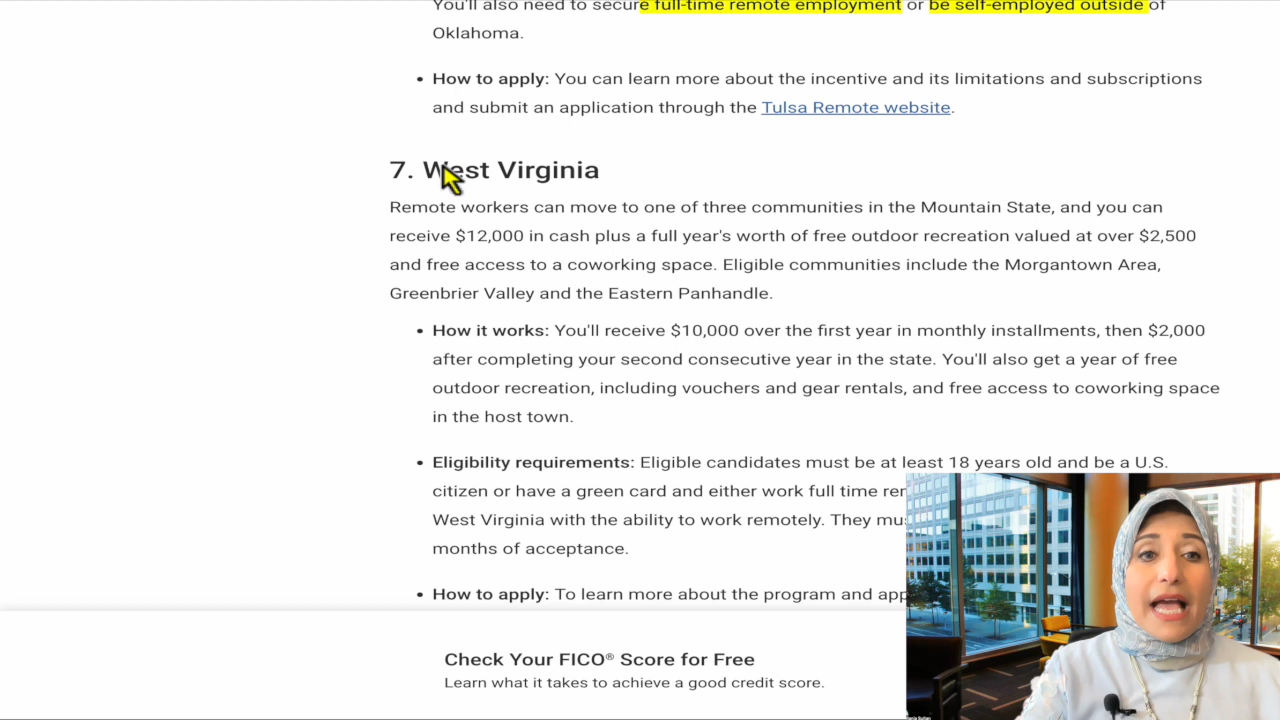 You'll also need to secure full-time remote employment or be self-employed outside of
Oklahoma.
• How to apply: You can learn more about the incentive and its limitations and subscriptions
and submit an application through the Tulsa Remote website.
7. West Virginia
Remote workers can move to one of three communities in the Mountain State, and you can
receive $12,000 in cash plus a full year's worth of free outdoor recreation valued at over $2,500
and free access to a coworking space. Eligible communities include the Morgantown Area,
Greenbrier Valley and the Eastern Panhandle.
• How it works: You'll receive $10,000 over the first year in monthly installments, then $2,000
after completing your second consecutive year in the state. You'll also get a year of free
outdoor recreation, including vouchers and gear rentals, and free access to coworking space
in the host town.
• Eligibility requirements: Eligible candidates must be at least 18 years old and be a U.S.
citizen or have a green card and either work full time
West Virginia with the ability to work remotely. They
months of acceptance.
• How to apply: To learn more about the program and
Check Your FICO® Score for Free
Learn what it takes to achieve a good credit score.